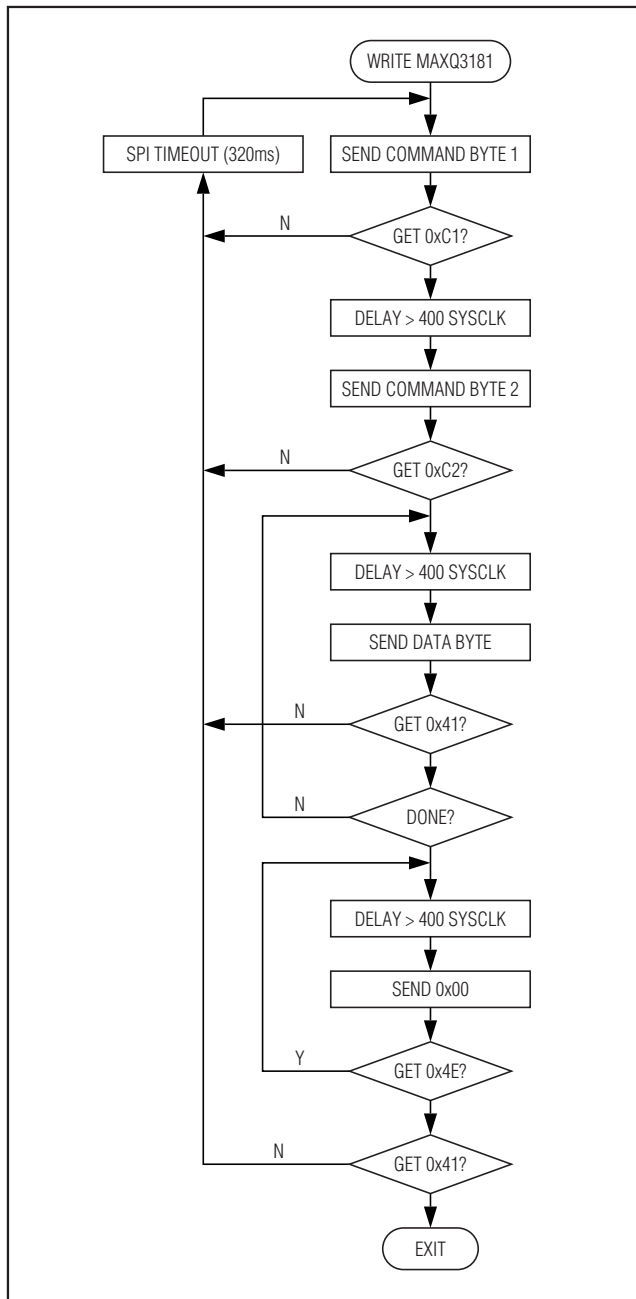 WRITE MAXQ3181
SPI TIMEOUT (320ms)
SEND COMMAND BYTE 1
N
GET 0xC1?
DELAY > 400 SYSCLK
SEND COMMAND BYTE 2
N
GET 0xC2?
DELAY > 400 SYSCLK
SEND DATA BYTE
N
GET 0x41?
N
DONE?
DELAY > 400 SYSCLK
SEND 0x00
Y
GET 0x4E?
N
GET 0x41?
EXIT